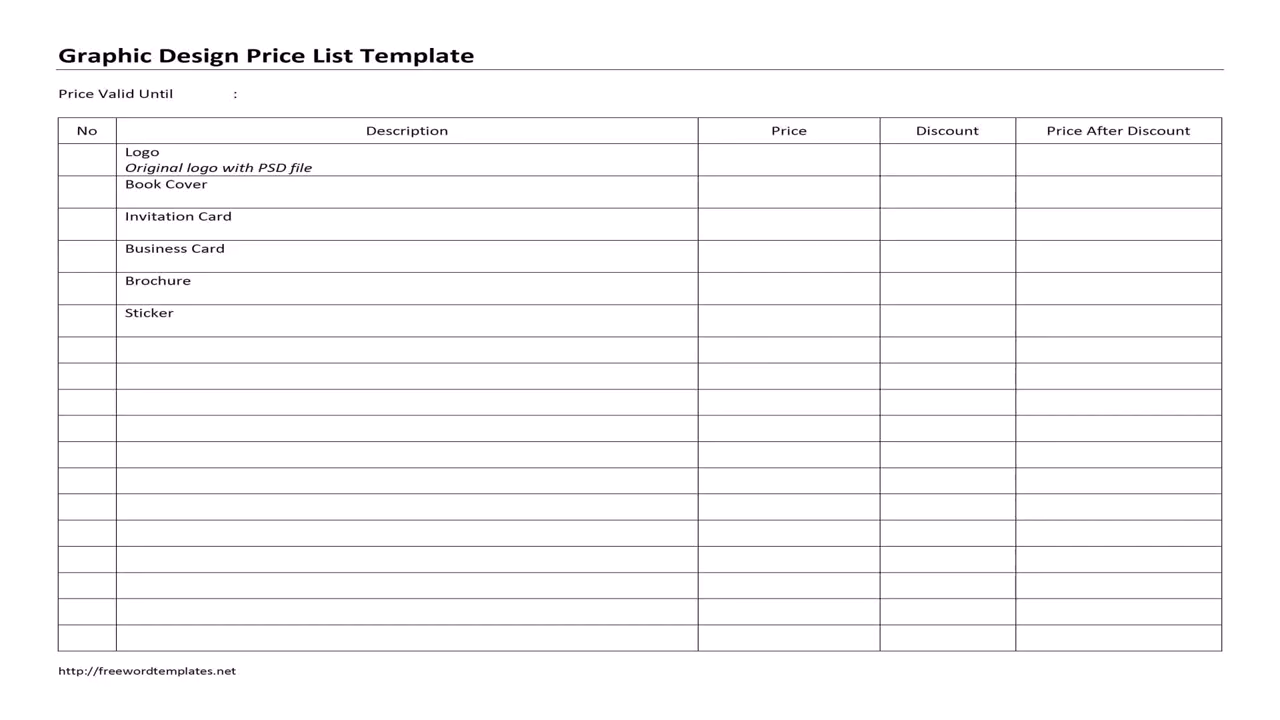 Graphic Design Price List Template
Price Valid Until :
No Description Price Discount Price After Discount
Logo
Original logo with PSD file
Book Cover
Invitation Card
Business Card
Brochure
Sticker
http://freewordtemplates.net